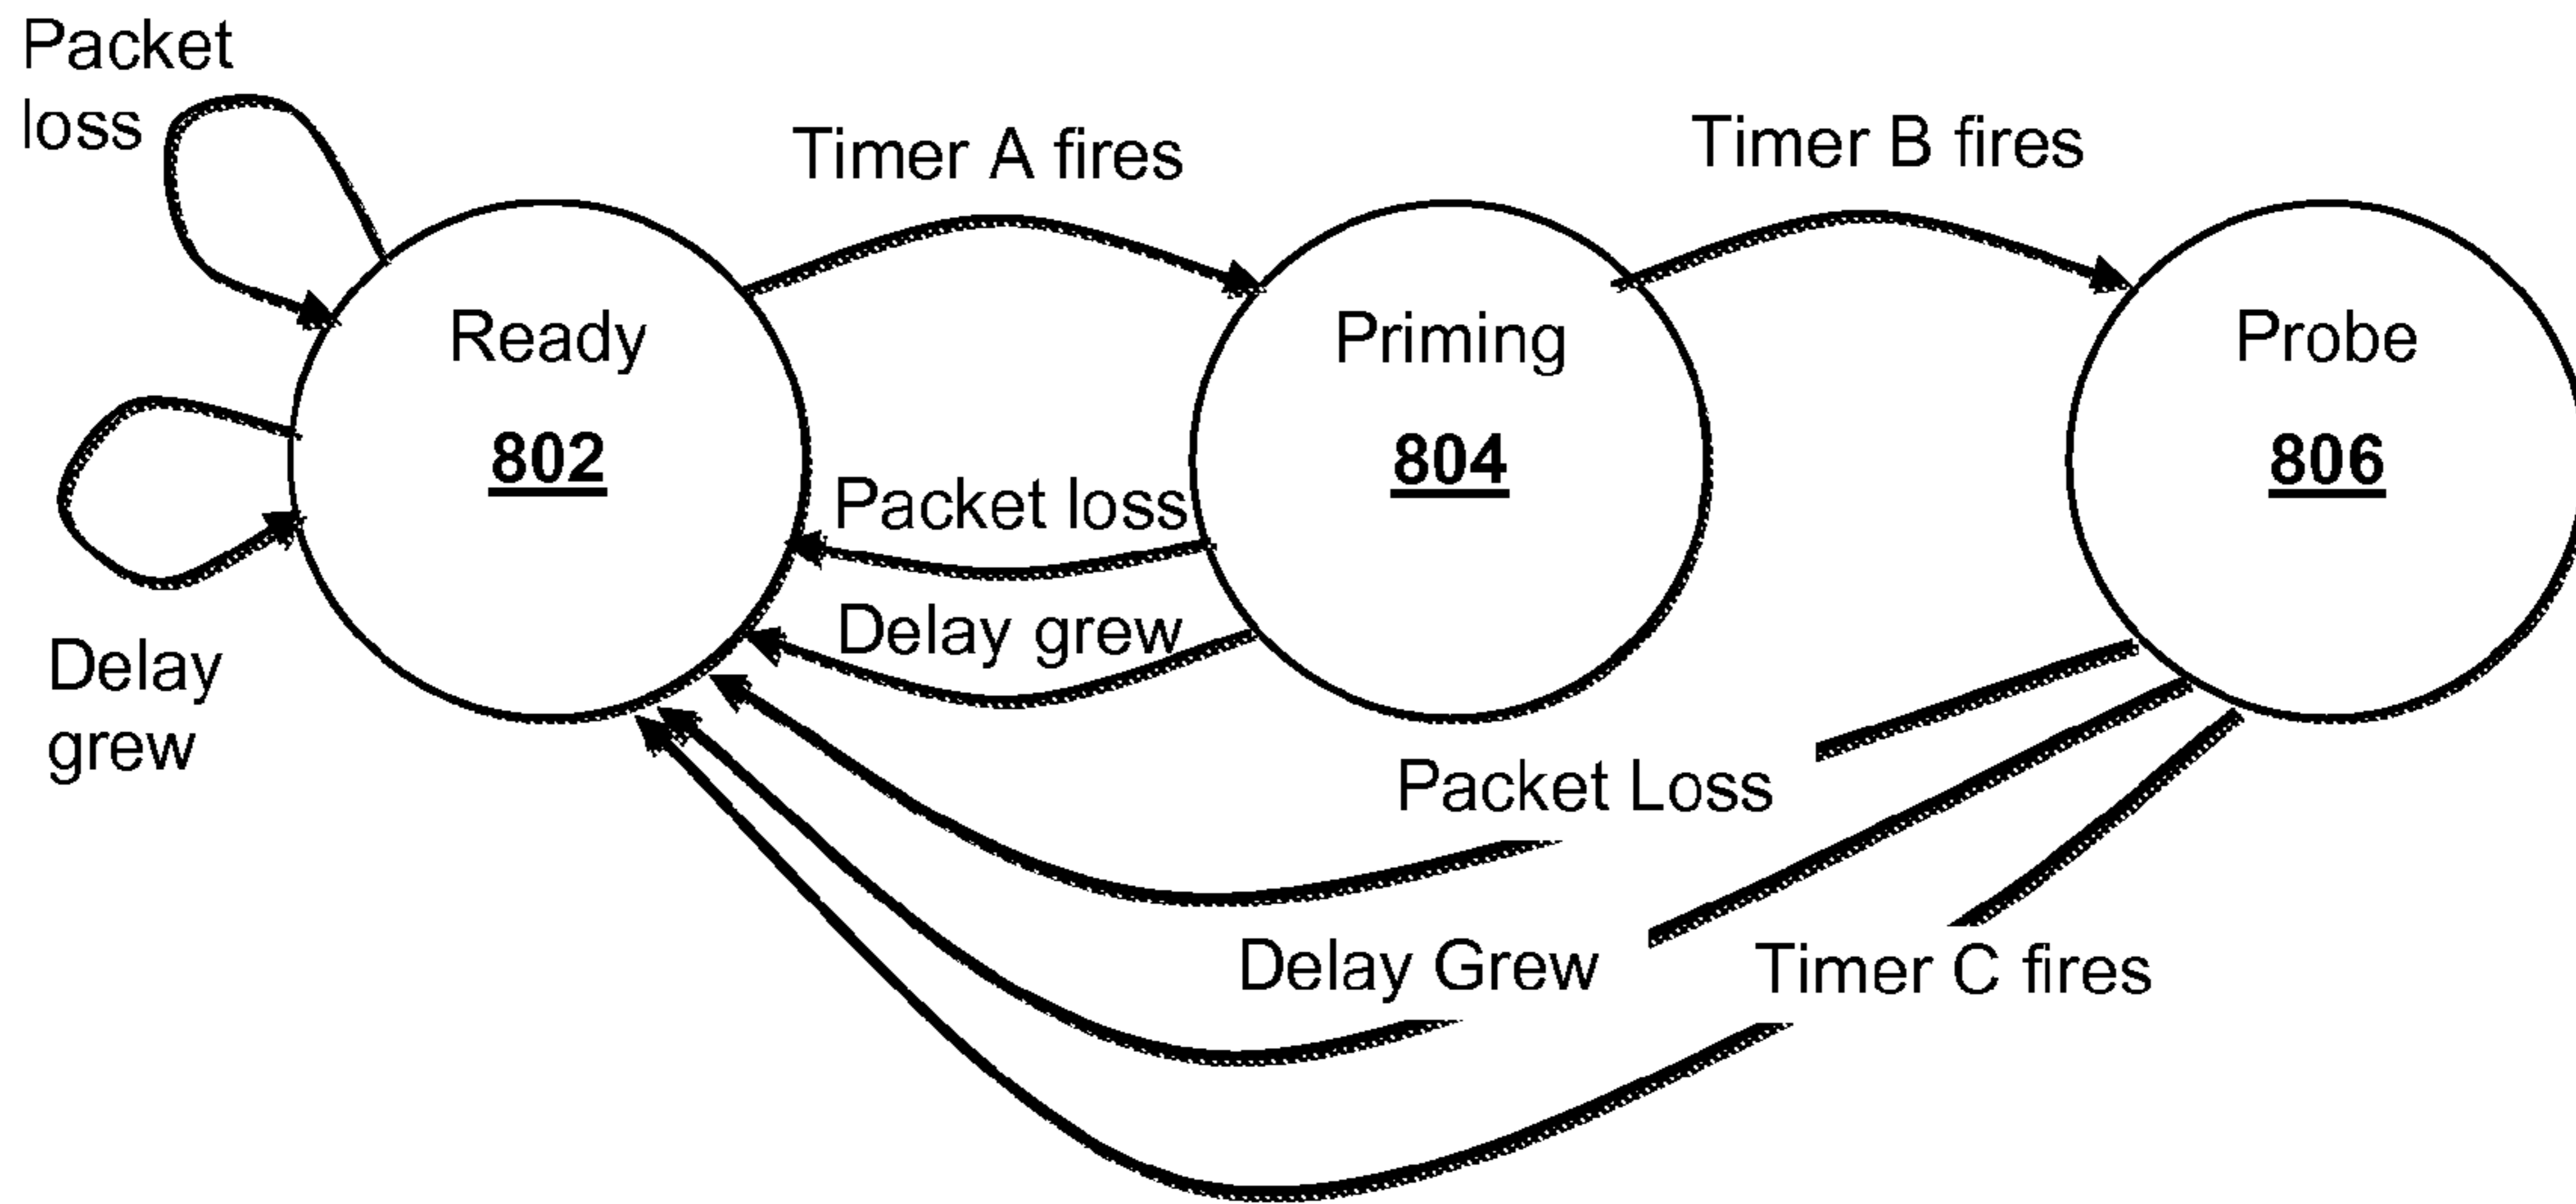 Packet
loss
Timer A fires
Timer B fires
Ready
802
Priming
804
Probe
806
Packet loss
Delay grew
Delay
grew
Packet Loss
Delay Grew
Timer C fires